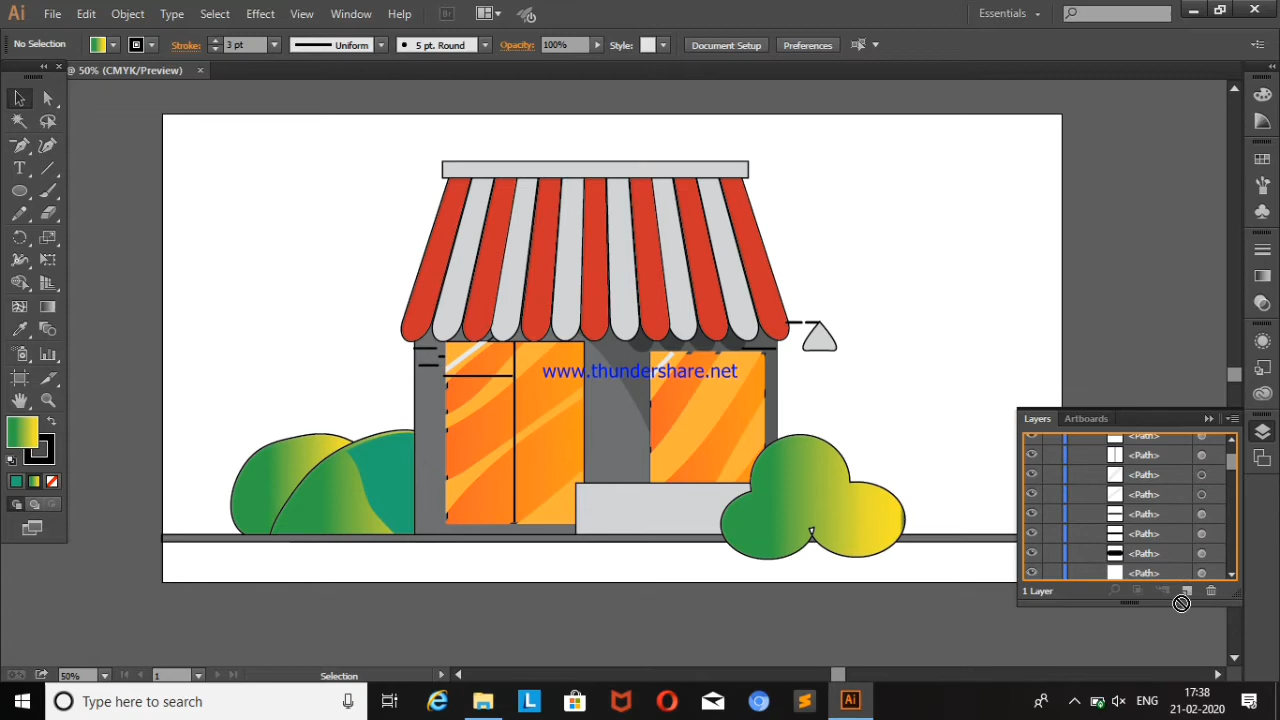 Ai File Edit Object Type Select Effect View Window Help Br Essentials
No Selection Stroke: 3 pt Uniform 5 pt. Round Opacity: 100% Style: Document Setup Preferences
@ 50% (CMYK/Preview) ×
www.thundershare.net
Layers Artboards
<Path>
<Path>
<Path>
<Path>
<Path>
<Path>
<Path>
<Path>
1 Layer
50% 1 Selection
Type here to search
L Ai ENG
17:38
21-02-2020